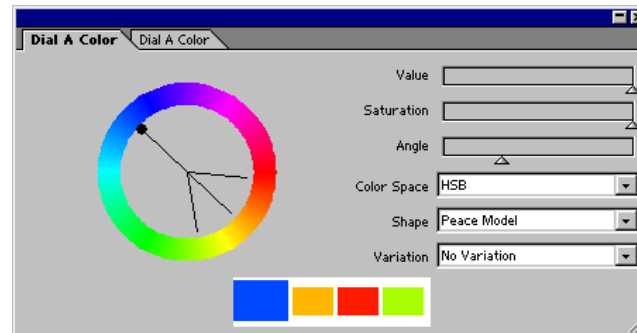 Dial A Color Dial A Color
Value
Saturation
Angle
Color Space HSB
Shape Peace Model
Variation No Variation